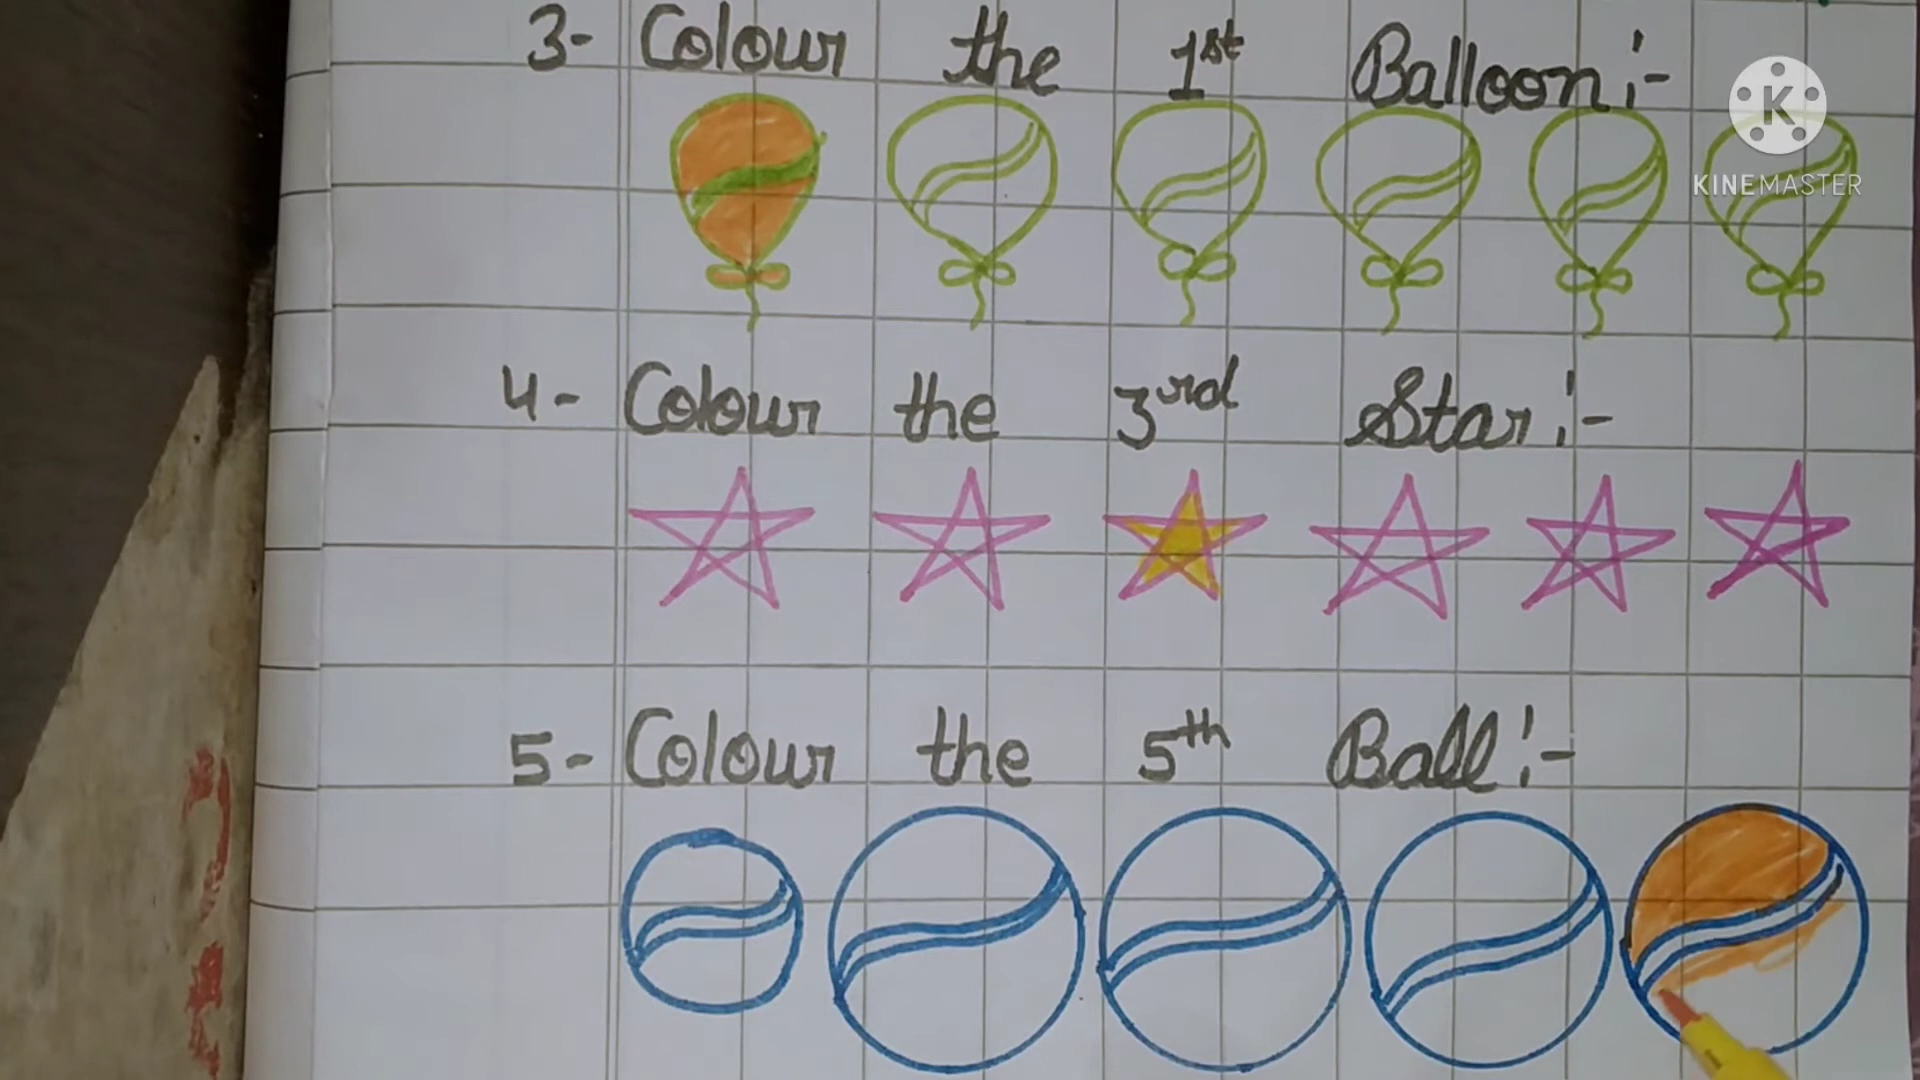 3- Colour the 1st Balloon:-
K
KINEMASTER
4- Colour the 3rd Star:-
5- Colour the 5th Ball:-